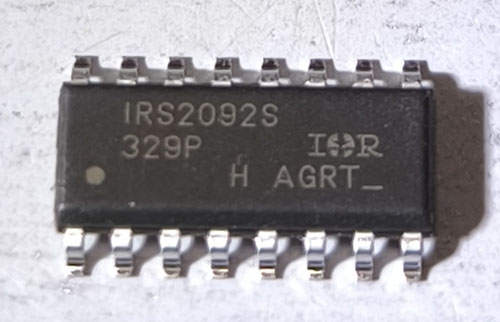 IRS2092S
329P IOR
H AGRT_